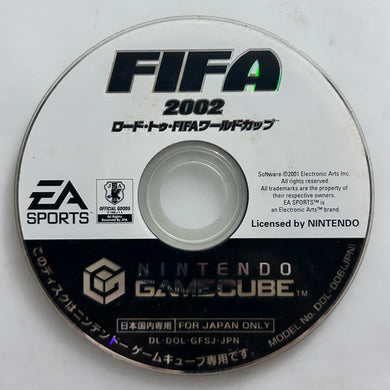 FIFA
2002
ロード・トゥ・FIFAワールドカップ
EA
SPORTS™
OFFICIAL GOODS
Software ©2001 Electronic Arts Inc.
All rights reserved.
All trademarks are the property of
their respective owners.
EA SPORTS™ is
an Electronic Arts™ brand.
Licensed by NINTENDO
NINTENDO
GAMECUBE™
日本国内専用 FOR JAPAN ONLY
DL-DOL-GFSJ-JPN
このディスクはニンテンドー ゲームキューブ専用です。
MODEL No. DOL-006(JPN)